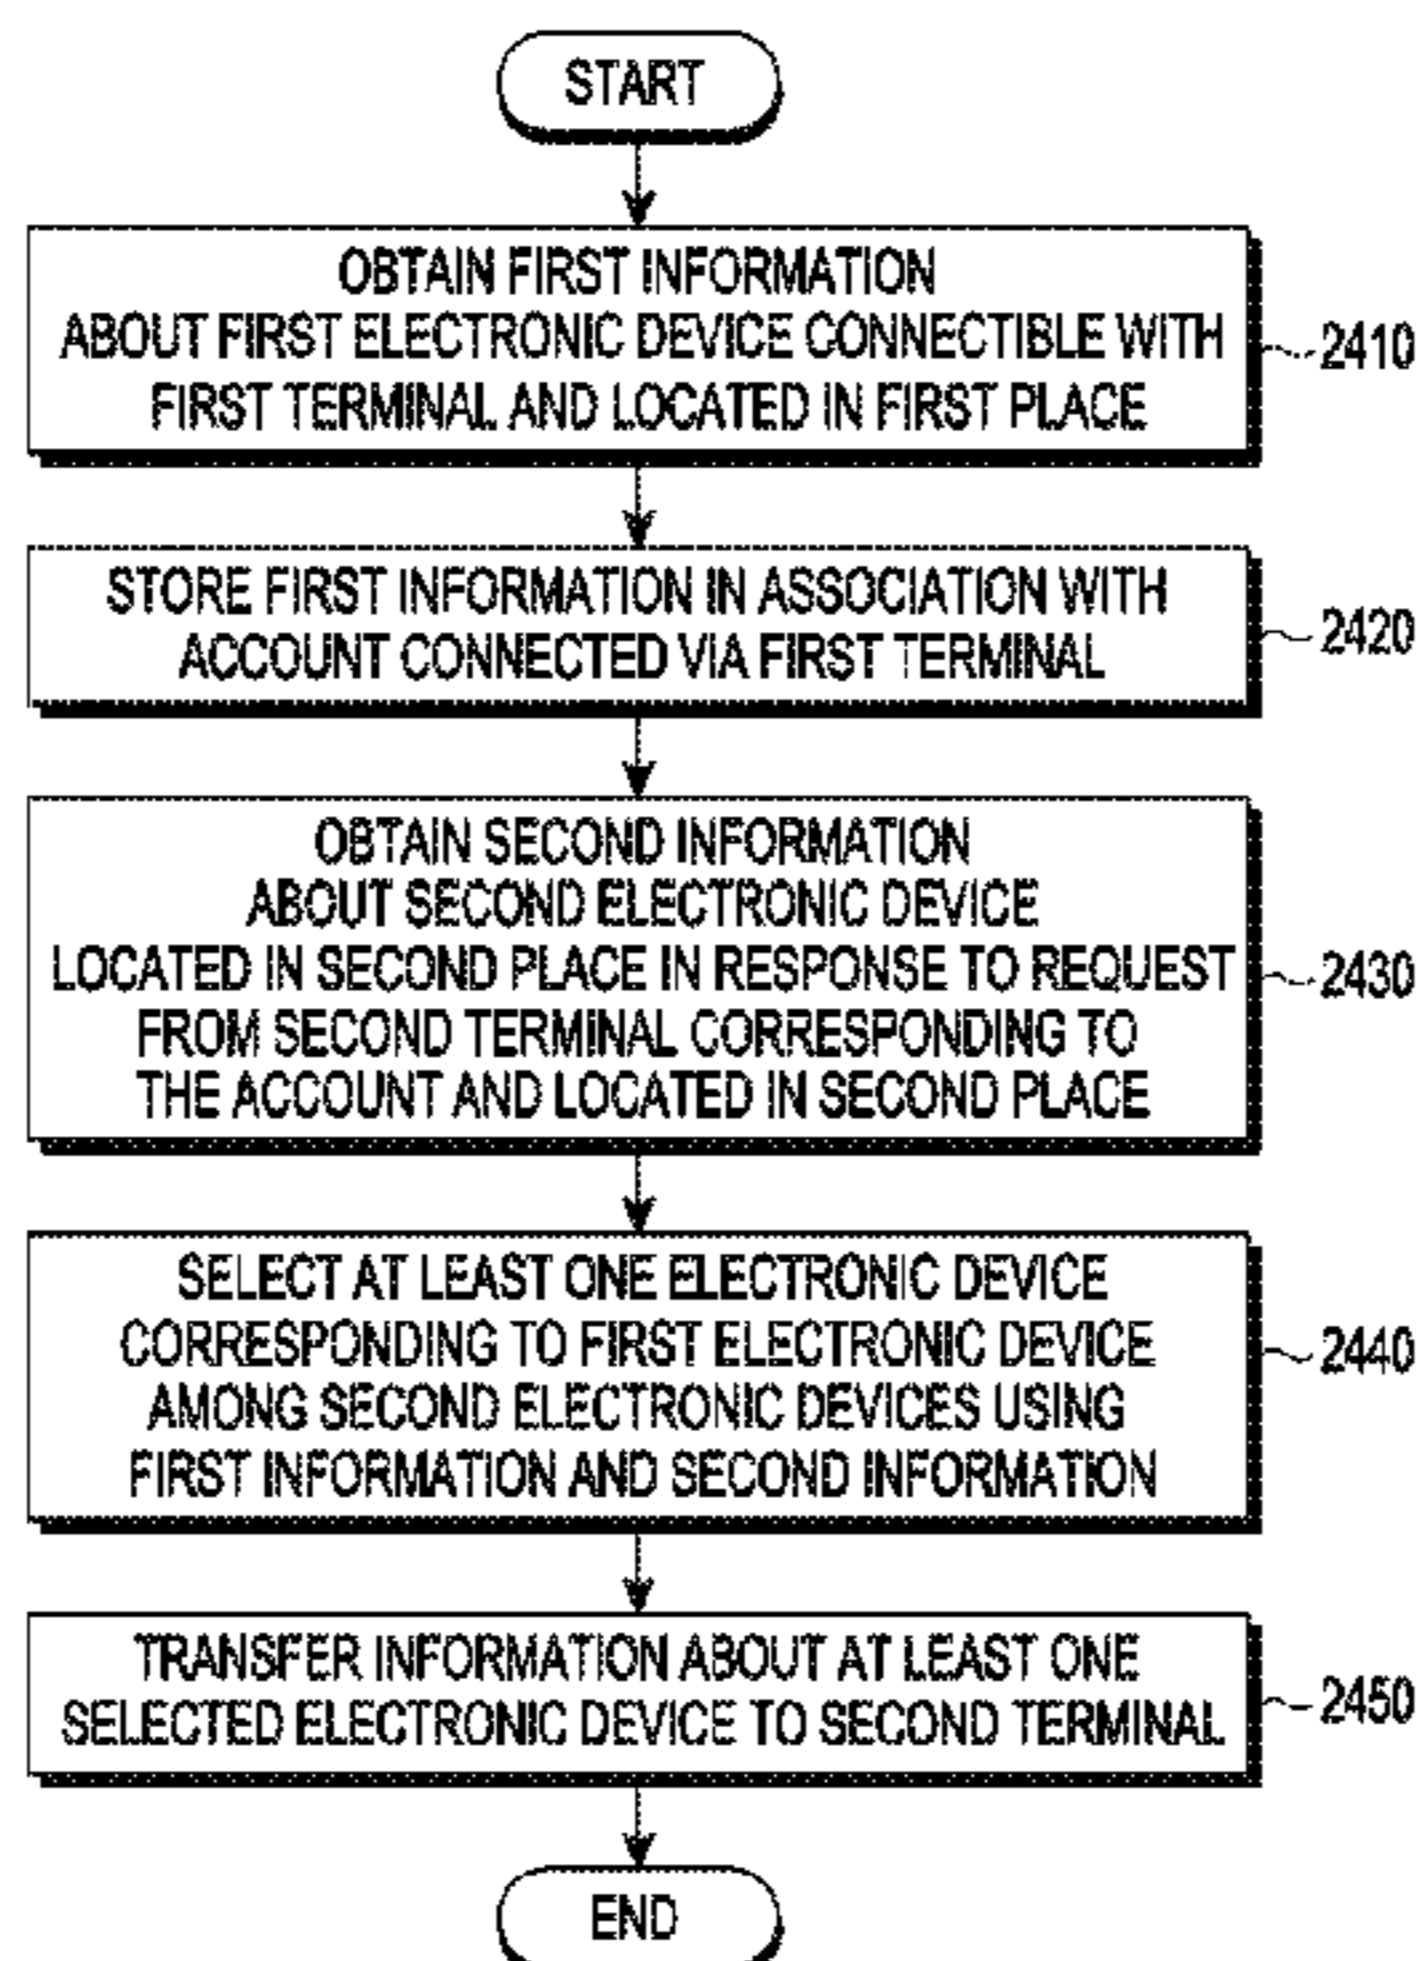 START
OBTAIN FIRST INFORMATION
ABOUT FIRST ELECTRONIC DEVICE CONNECTIBLE WITH
FIRST TERMINAL AND LOCATED IN FIRST PLACE
2410
STORE FIRST INFORMATION IN ASSOCIATION WITH
ACCOUNT CONNECTED VIA FIRST TERMINAL
2420
OBTAIN SECOND INFORMATION
ABOUT SECOND ELECTRONIC DEVICE
LOCATED IN SECOND PLACE IN RESPONSE TO REQUEST
FROM SECOND TERMINAL CORRESPONDING TO
THE ACCOUNT AND LOCATED IN SECOND PLACE
2430
SELECT AT LEAST ONE ELECTRONIC DEVICE
CORRESPONDING TO FIRST ELECTRONIC DEVICE
AMONG SECOND ELECTRONIC DEVICES USING
FIRST INFORMATION AND SECOND INFORMATION
2440
TRANSFER INFORMATION ABOUT AT LEAST ONE
SELECTED ELECTRONIC DEVICE TO SECOND TERMINAL
2450
END